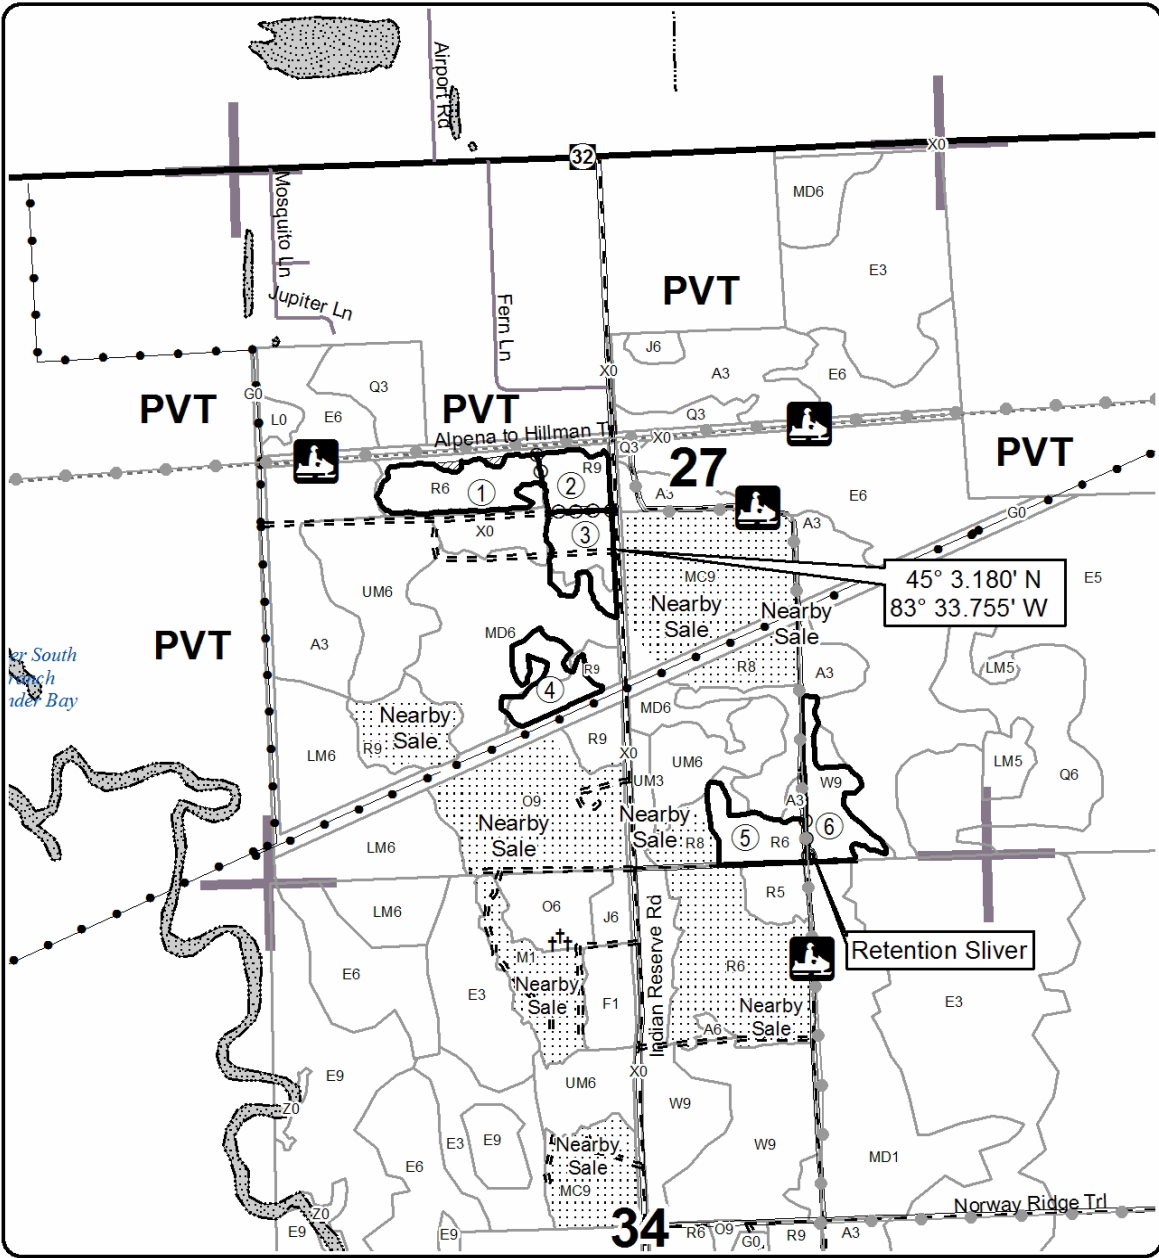 Airport Rd
32
X0
MD6
Mosquito Ln
E3
PVT
Jupiter Ln
Fern Ln
J6
X0
A3
E6
Q3
G0
PVT
PVT
L0
E6
Q3
Alpena to Hillman T
X0
Q3
27
PVT
R9
R6
1
2
A3
E6
A3
G0
X0
3
45° 3.180' N
83° 33.755' W
E5
MC9
UM6
Nearby
Sale
Nearby
Sale
PVT
A3
MD6
er South
ranch
nder Bay
R9
R8
A3
LM5
4
MD6
Nearby
Sale
R9
LM6
R9
X0
UM6
LM5
Q6
UM3
W9
A3
O9
Nearby
Sale
Nearby
Sale
R8
5
R6
6
LM6
LM6
O6
J6
R5
Indian Reserve Rd
Retention Sliver
M1
E6
E3
Nearby
Sale
F1
R6
Nearby
Sale
E3
A6
E9
UM6
X0
Z0
W9
E3
E9
W9
E6
Nearby
Sale
MC9
MD1
Z0
E9
E9
34
Norway Ridge Trl
R6
O9
G0
R9
A3